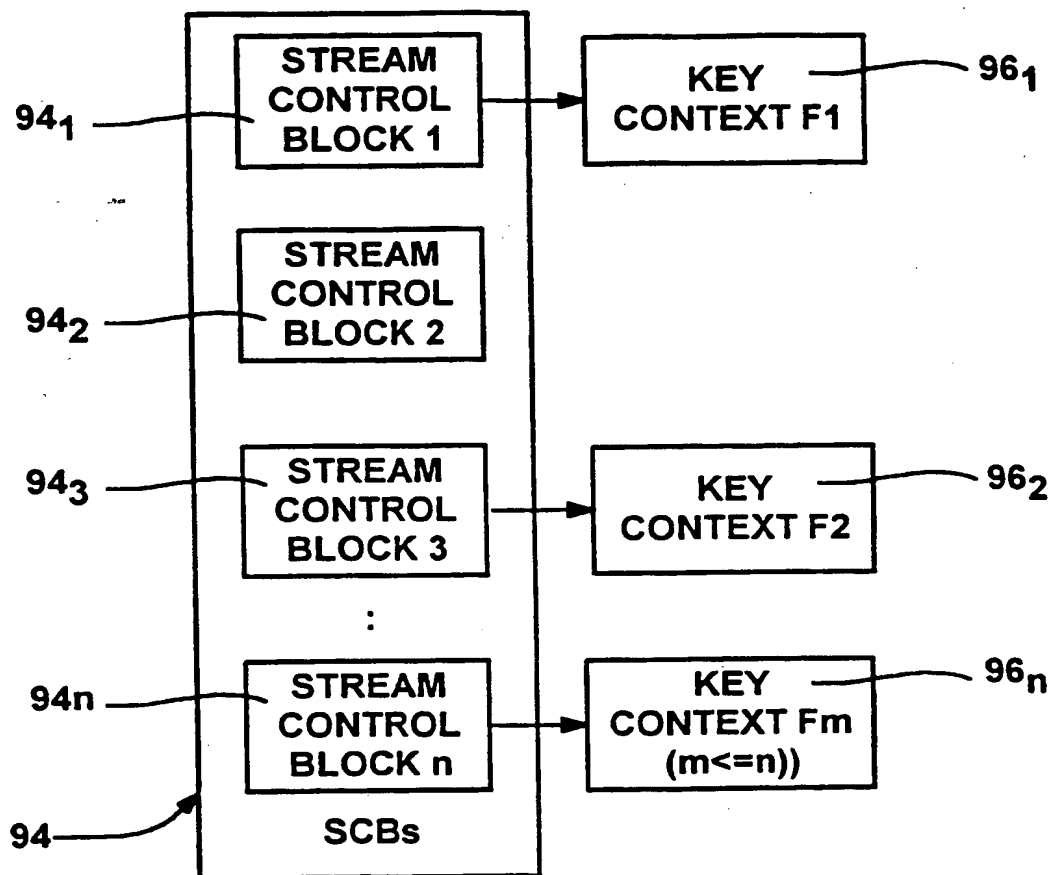 STREAM
CONTROL
BLOCK 1
94₁
KEY
CONTEXT F1
96₁
STREAM
CONTROL
BLOCK 2
94₂
STREAM
CONTROL
BLOCK 3
94₃
KEY
CONTEXT F2
96₂
:
STREAM
CONTROL
BLOCK n
94n
KEY
CONTEXT Fm
(m<=n))
96ₙ
94
SCBs